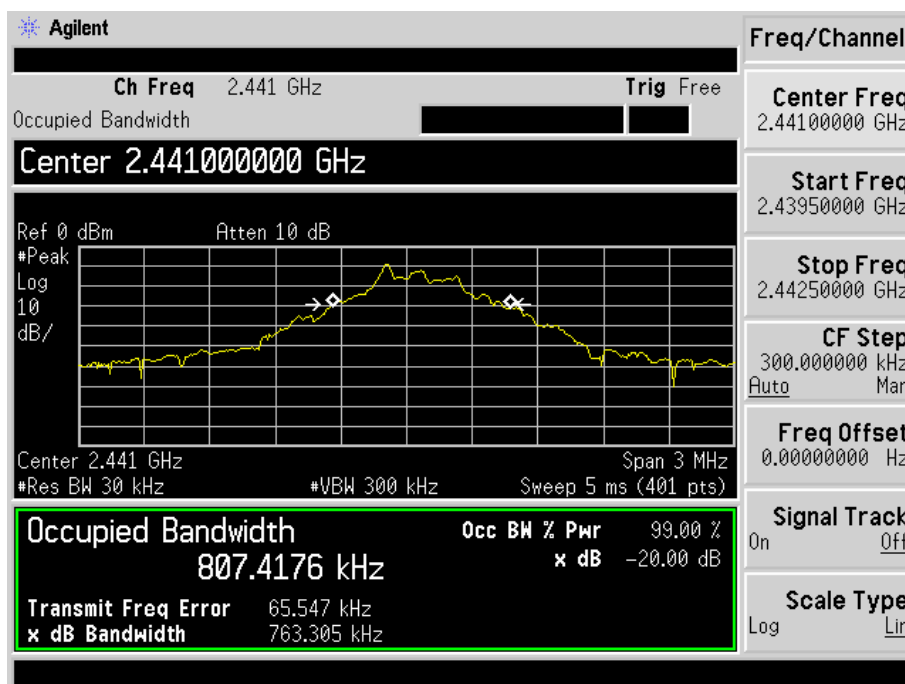 Agilent
Ch Freq 2.441 GHz Trig Free
Occupied Bandwidth
Center 2.441000000 GHz
Ref 0 dBm Atten 10 dB
#Peak
Log
10
dB/
Center 2.441 GHz Span 3 MHz
#Res BW 30 kHz #VBW 300 kHz Sweep 5 ms (401 pts)
Occupied Bandwidth Occ BW % Pwr 99.00 %
807.4176 kHz x dB -20.00 dB
Transmit Freq Error 65.547 kHz
x dB Bandwidth 763.305 kHz
Freq/Channel
Center Freq
2.44100000 GHz
Start Freq
2.43950000 GHz
Stop Freq
2.44250000 GHz
CF Step
300.000000 kHz
Auto Man
Freq Offset
0.00000000 Hz
Signal Track
On Off
Scale Type
Log Lin